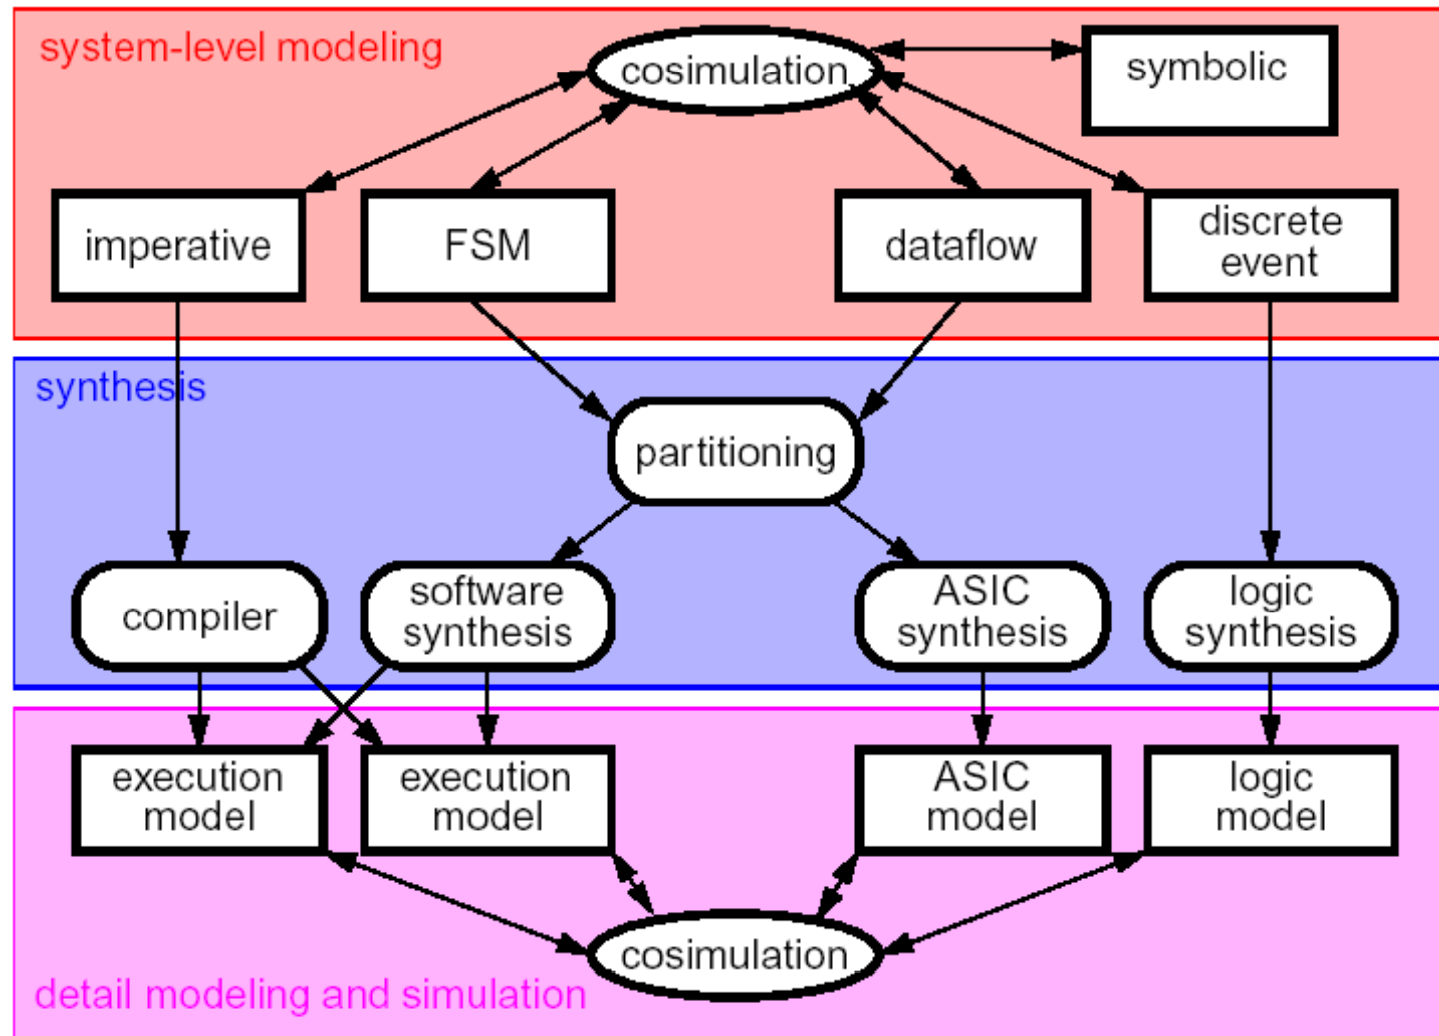 system-level modeling
cosimulation
symbolic
imperative
FSM
dataflow
discrete
event
synthesis
partitioning
compiler
software
synthesis
ASIC
synthesis
logic
synthesis
execution
model
execution
model
ASIC
model
logic
model
cosimulation
detail modeling and simulation